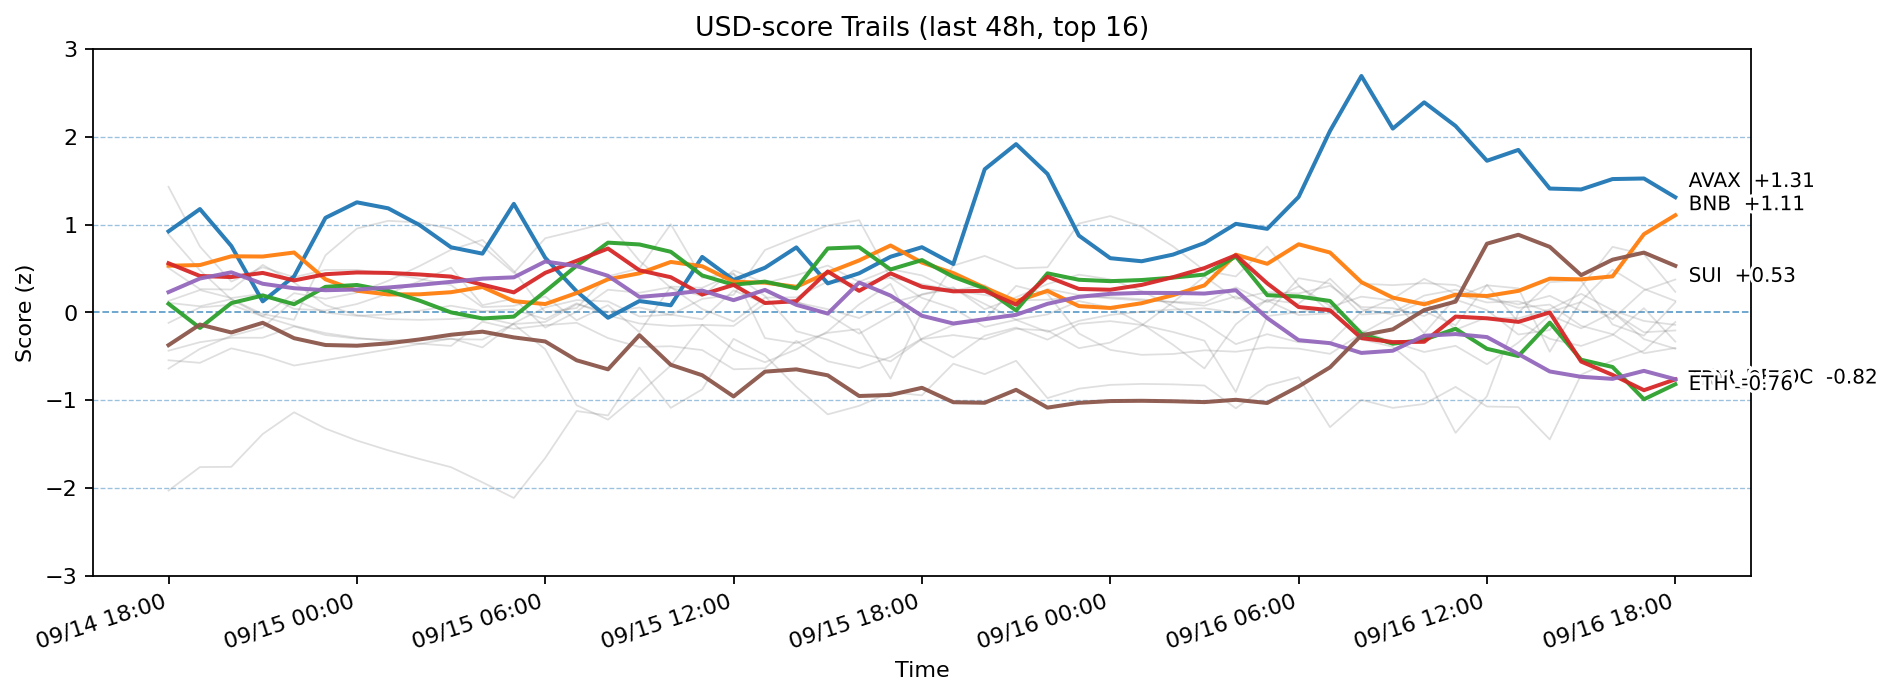 USD-score Trails (last 48h, top 16)
Score (z)
3
2
1
0
−1
−2
−3
AVAX +1.31
BNB +1.11
SUI +0.53
-0.82
ETH -0.76
09/14 18:00
09/15 00:00
09/15 06:00
09/15 12:00
09/15 18:00
09/16 00:00
09/16 06:00
09/16 12:00
09/16 18:00
Time